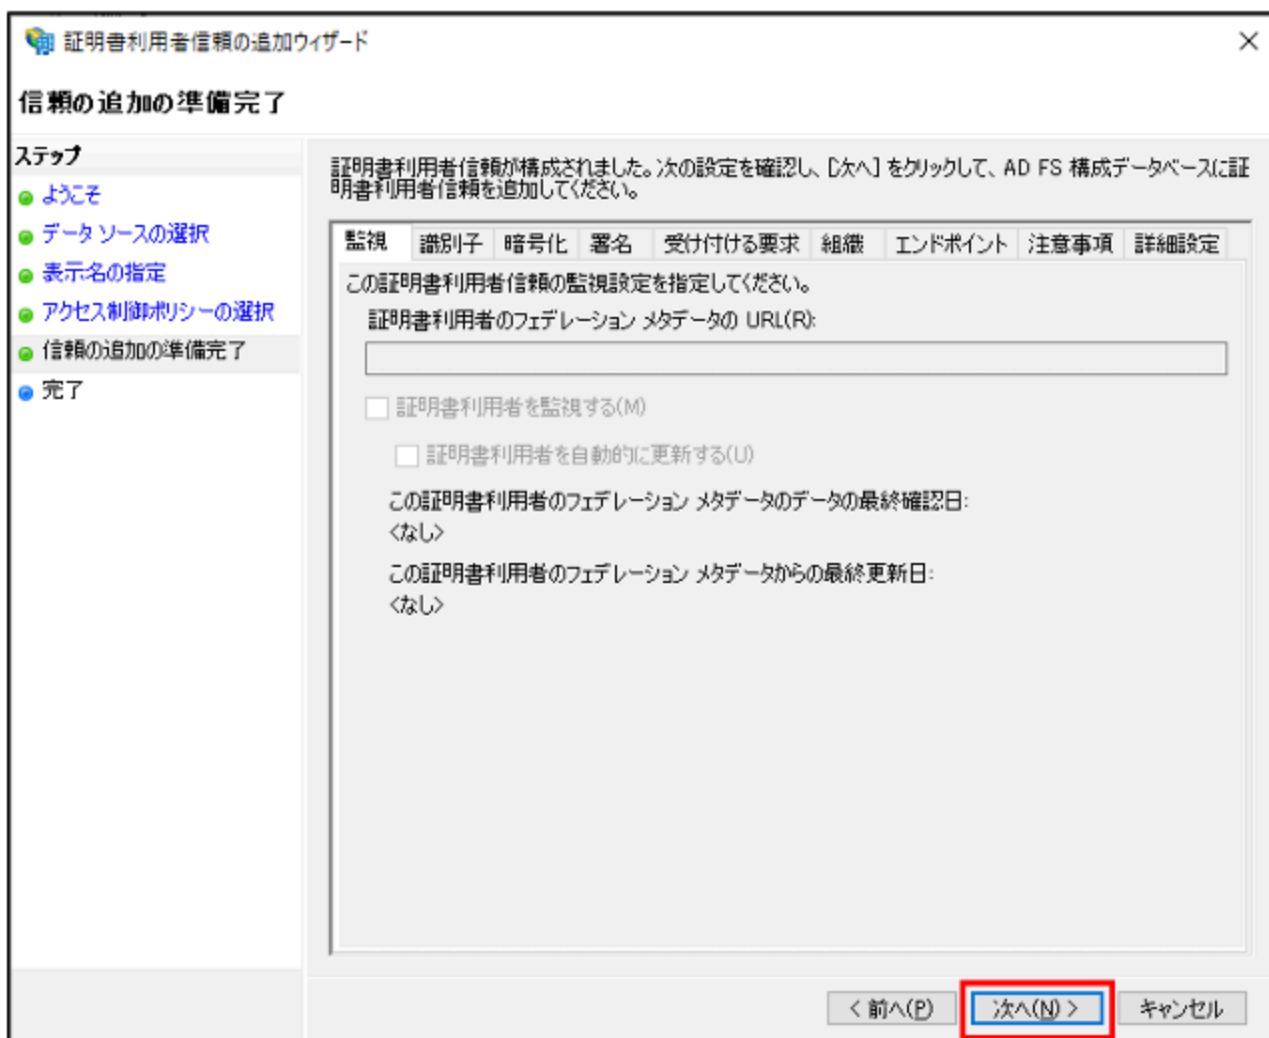 証明書利用者信頼の追加ウィザード
信頼の追加の準備完了
ステップ
ようこそ
データ ソースの選択
表示名の指定
アクセス制御ポリシーの選択
信頼の追加の準備完了
完了
証明書利用者信頼が構成されました。次の設定を確認し、[次へ] をクリックして、AD FS 構成データベースに証
明書利用者信頼を追加してください。
監視 識別子 暗号化 署名 受け付ける要求 組織 エンドポイント 注意事項 詳細設定
この証明書利用者信頼の監視設定を指定してください。
証明書利用者のフェデレーション メタデータの URL(R):
証明書利用者を監視する(M)
証明書利用者を自動的に更新する(U)
この証明書利用者のフェデレーション メタデータのデータの最終確認日:
<なし>
この証明書利用者のフェデレーション メタデータからの最終更新日:
<なし>
< 前へ(P) 次へ(N) > キャンセル